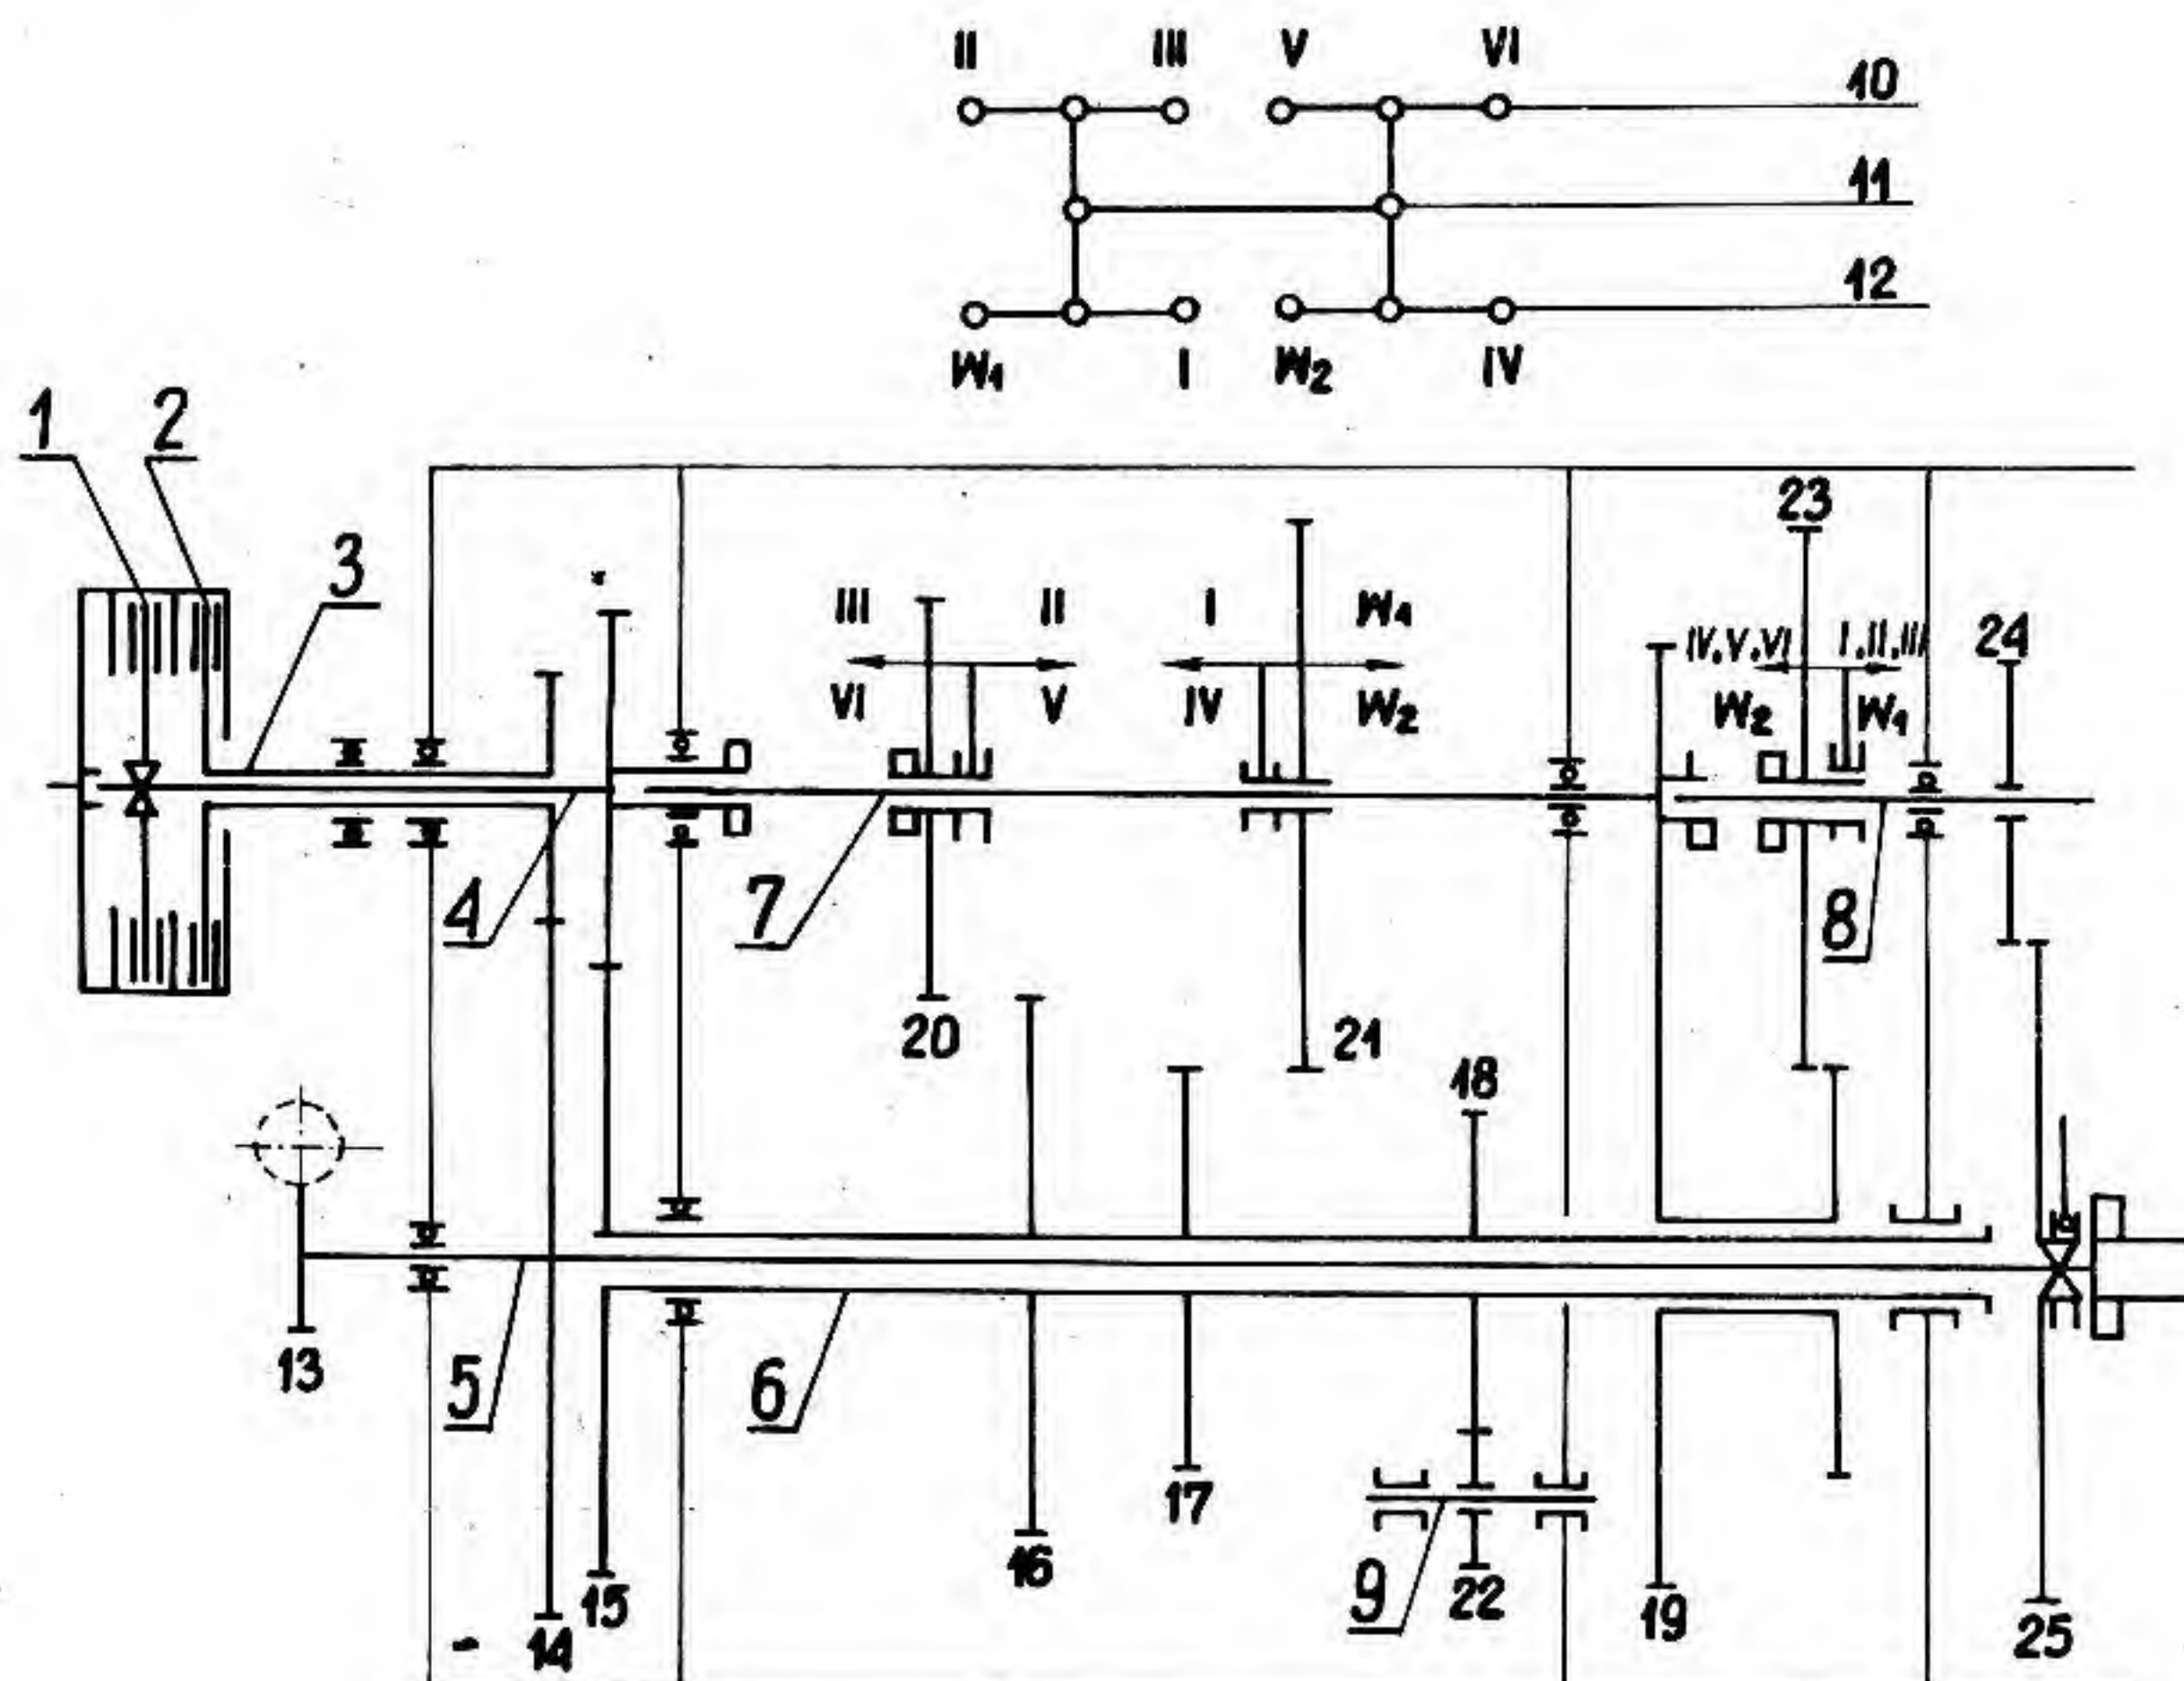 II III V VI
10
11
12
W₁ I W₂ IV
1 2
3
23
III II I W₁
IV.V.VI I.II.III 24
VI V IV W₂ W₂ W₁
4 7 8
20 21
18
13
5 6
17
16
9 22
15 19
14 25